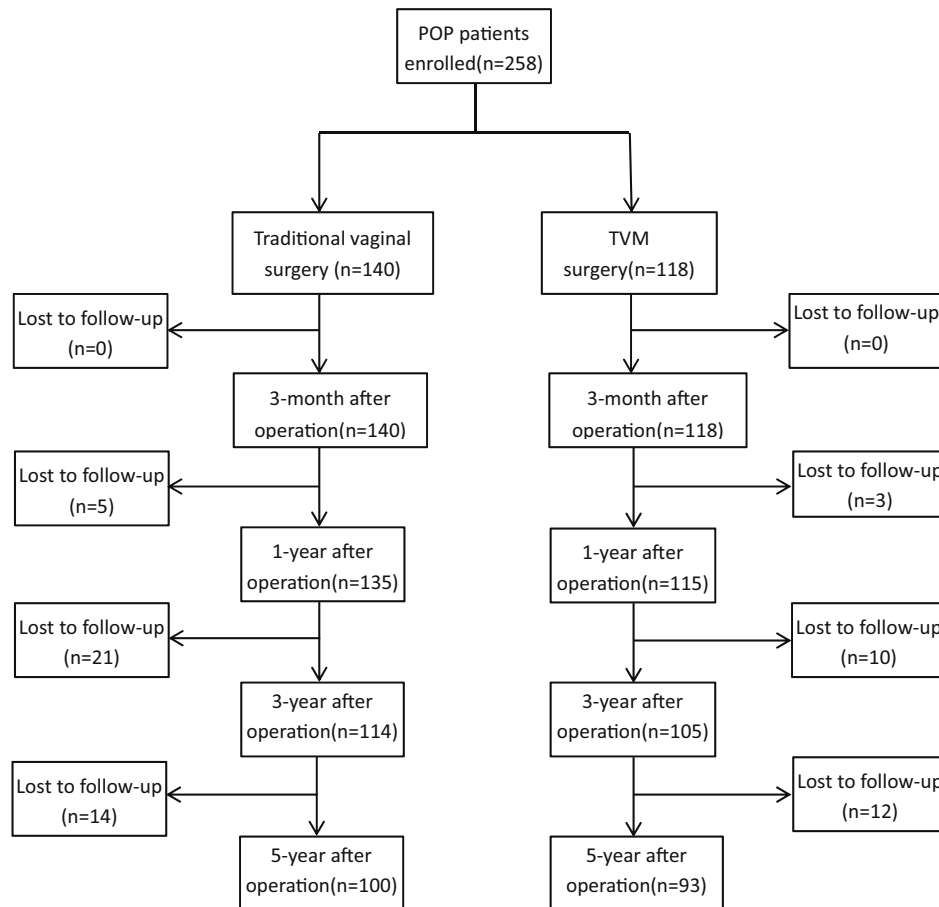 POP patients
enrolled(n=258)
Traditional vaginal
surgery (n=140)
TVM
surgery(n=118)
Lost to follow-up
(n=0)
Lost to follow-up
(n=0)
3-month after
operation(n=140)
3-month after
operation(n=118)
Lost to follow-up
(n=5)
Lost to follow-up
(n=3)
1-year after
operation(n=135)
1-year after
operation(n=115)
Lost to follow-up
(n=21)
Lost to follow-up
(n=10)
3-year after
operation(n=114)
3-year after
operation(n=105)
Lost to follow-up
(n=14)
Lost to follow-up
(n=12)
5-year after
operation(n=100)
5-year after
operation(n=93)